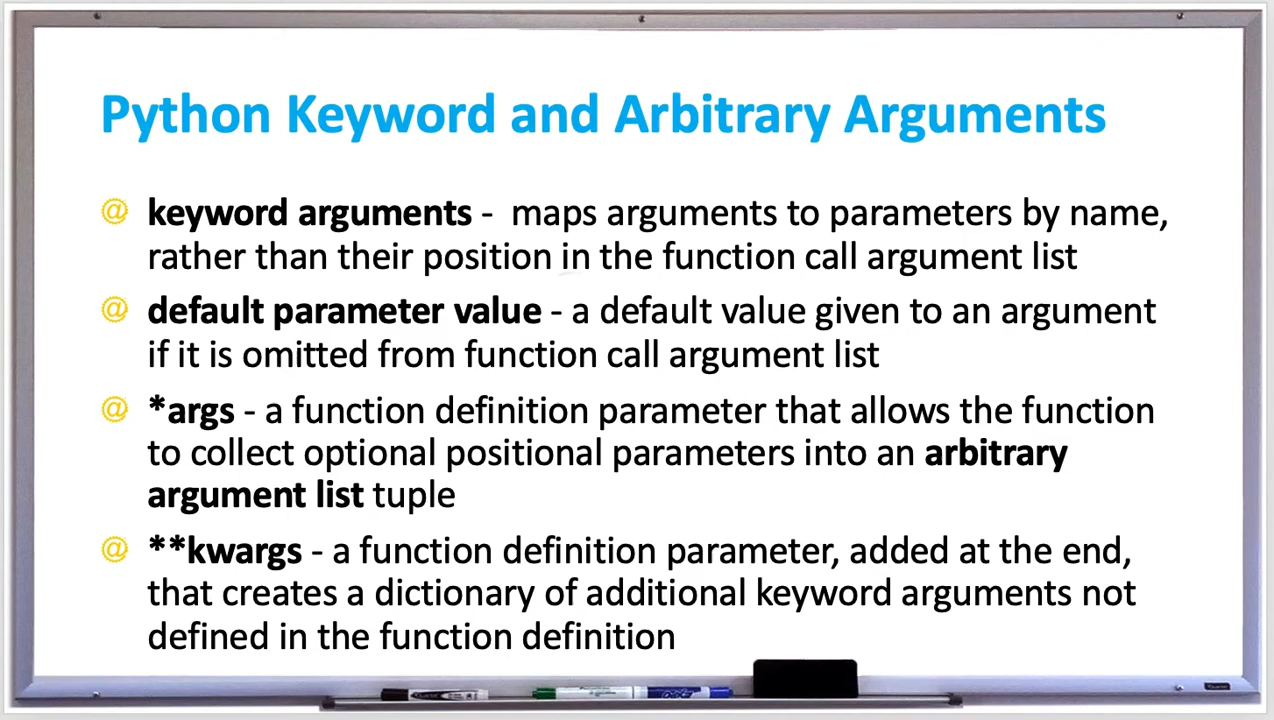 Python Keyword and Arbitrary Arguments
@ keyword arguments -  maps arguments to parameters by name,
rather than their position in the function call argument list
@ default parameter value - a default value given to an argument
if it is omitted from function call argument list
@ *args - a function definition parameter that allows the function
to collect optional positional parameters into an arbitrary
argument list tuple
@ **kwargs - a function definition parameter, added at the end,
that creates a dictionary of additional keyword arguments not
defined in the function definition